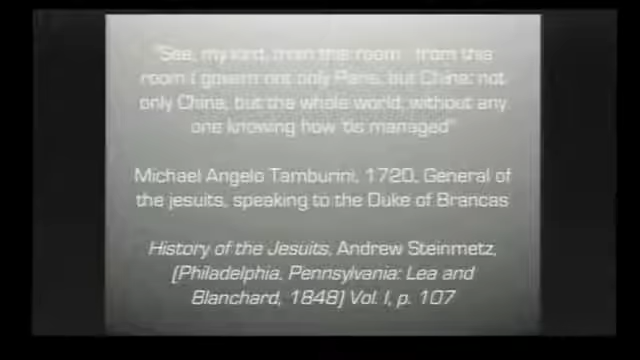 "See, my lord, from this room from this
room I govern not only Paris, but China; not
only China, but the whole world, without any
one knowing how 'tis managed"
Michael Angelo Tamburini, 1720, General of
the jesuits, speaking to the Duke of Brancas
History of the Jesuits, Andrew Steinmetz,
(Philadelphia, Pennsylvania: Lea and
Blanchard, 1848) Vol. I, p. 107